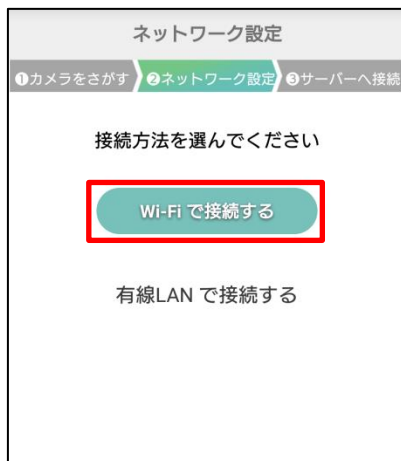 ネットワーク設定
❶カメラをさがす ❷ネットワーク設定 ❸サーバーへ接続
接続方法を選んでください
Wi-Fi で接続する
有線LAN で接続する